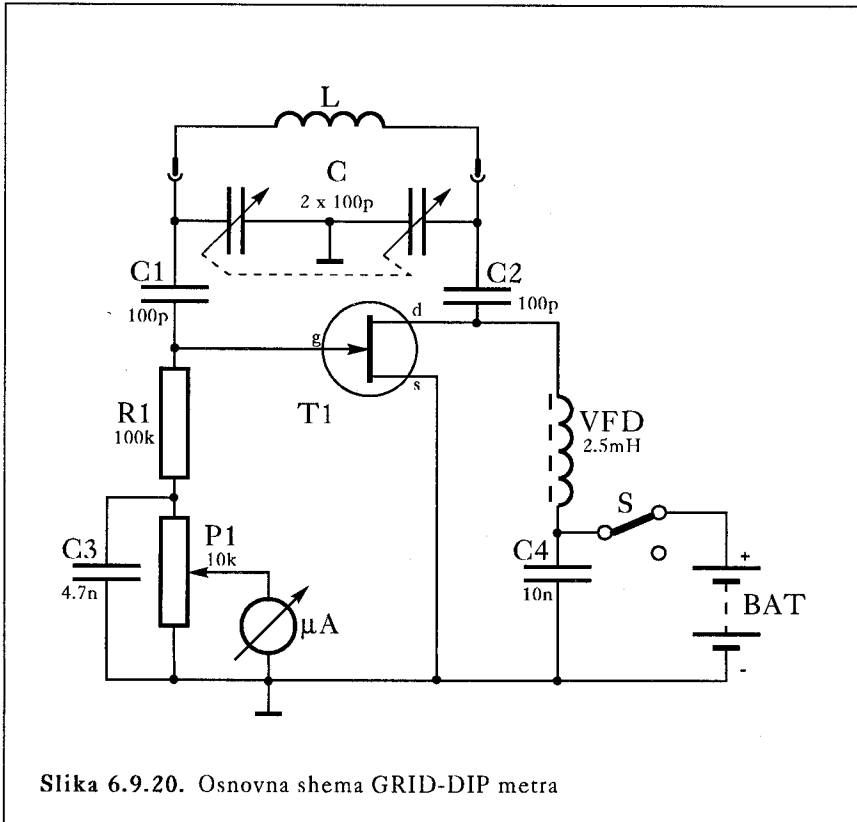 L
C
2 x 100p
C1
100p
C2
100p
d
g
s
T1
R1
100k
VFD
2.5mH
S
C3
4.7n
P1
10k
C4
10n
µA
+
BAT
-
Slika 6.9.20. Osnovna shema GRID-DIP metra